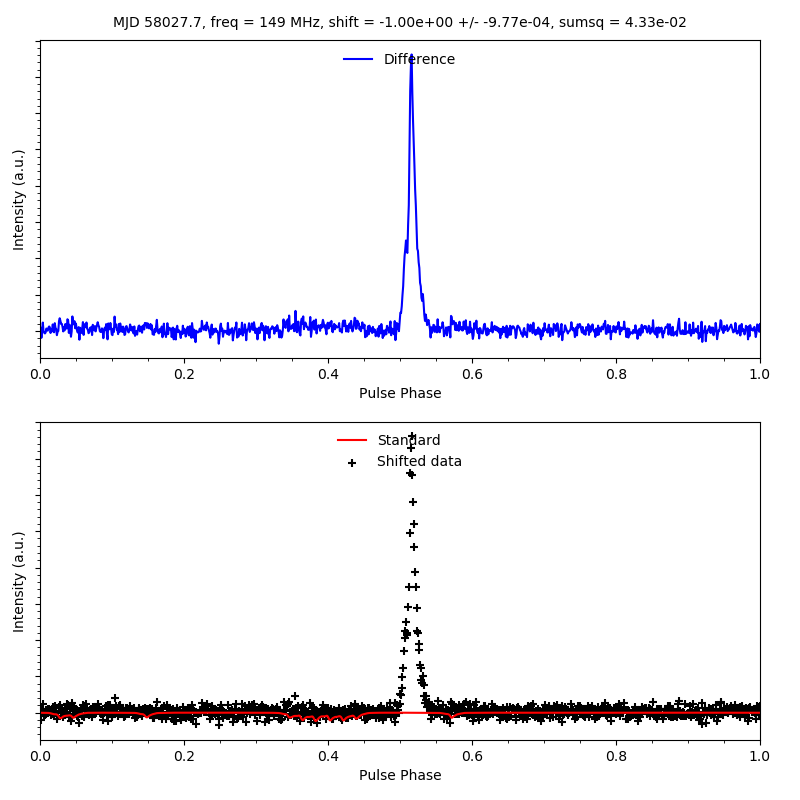 MJD 58027.7, freq = 149 MHz, shift = -1.00e+00 +/- -9.77e-04, sumsq = 4.33e-02
Difference
Intensity (a.u.)
0.0 0.2 0.4 0.6 0.8 1.0
Pulse Phase
Standard
Shifted data
Intensity (a.u.)
0.0 0.2 0.4 0.6 0.8 1.0
Pulse Phase